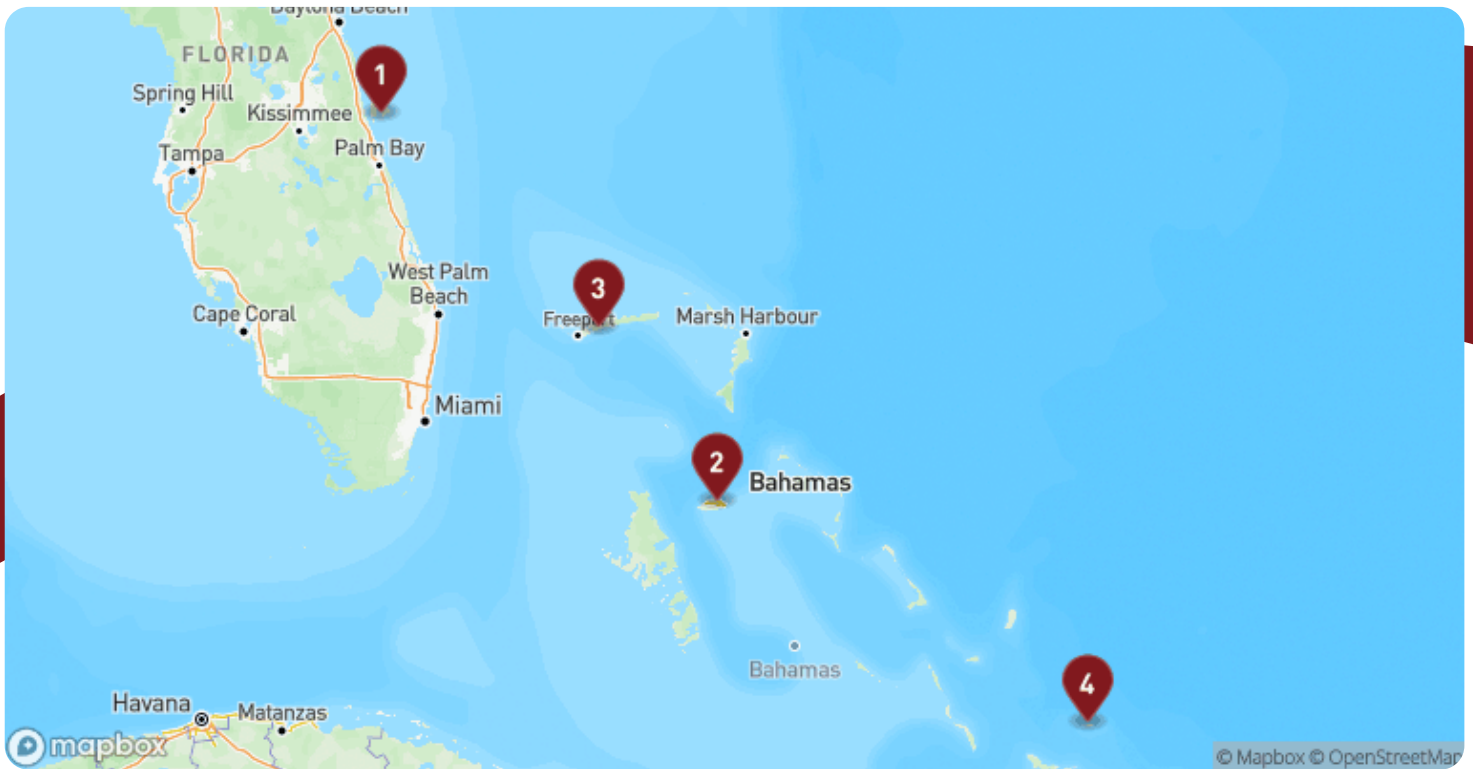 Daytona Beach
FLORIDA
1
Spring Hill
Kissimmee
Palm Bay
Tampa
West Palm
Beach
3
Cape Coral
Freeport
Marsh Harbour
Miami
2
Bahamas
Bahamas
4
Havana
Matanzas
mapbox
© Mapbox © OpenStreetMap